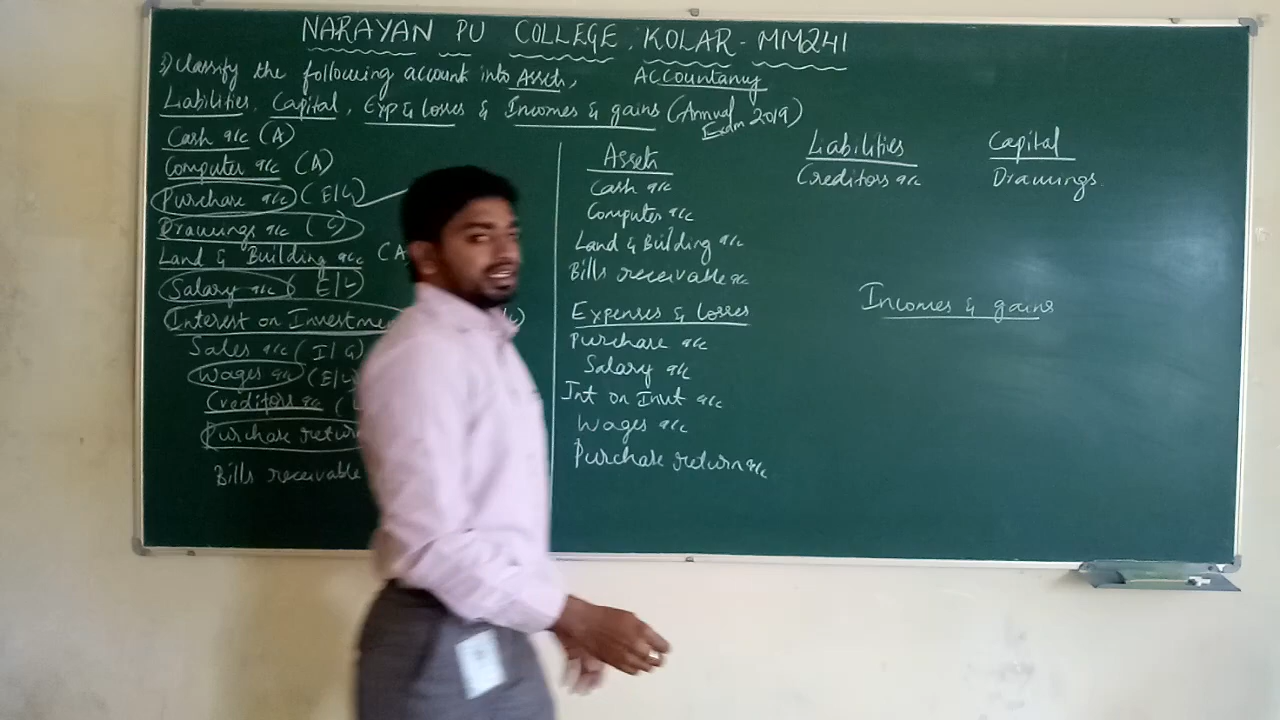 NARAYAN PU COLLEGE, KOLAR - MM241
3) Classify the following account into Assets, Accountancy
Liabilities, Capital, Exp & Losses & Incomes & gains (Annual Exam 2019)
Cash a/c (A)
Computer a/c (A)
Purchase a/c (E/L)
Drawings a/c (C)
Land & Building a/c (A
Salary a/c (E/L)
Interest on Investmen
Sales a/c (I/G)
Wages a/c (E/L
Creditors a/c (
Purchase retur
Bills receivable
Assets
Cash a/c
Computer a/c
Land & Building a/c
Bills receivable a/c
Expenses & losses
Purchase a/c
Salary a/c
Int on Invt a/c
Wages a/c
Purchase return a/c
Liabilities
Creditors a/c
Capital
Drawings
Incomes & gains